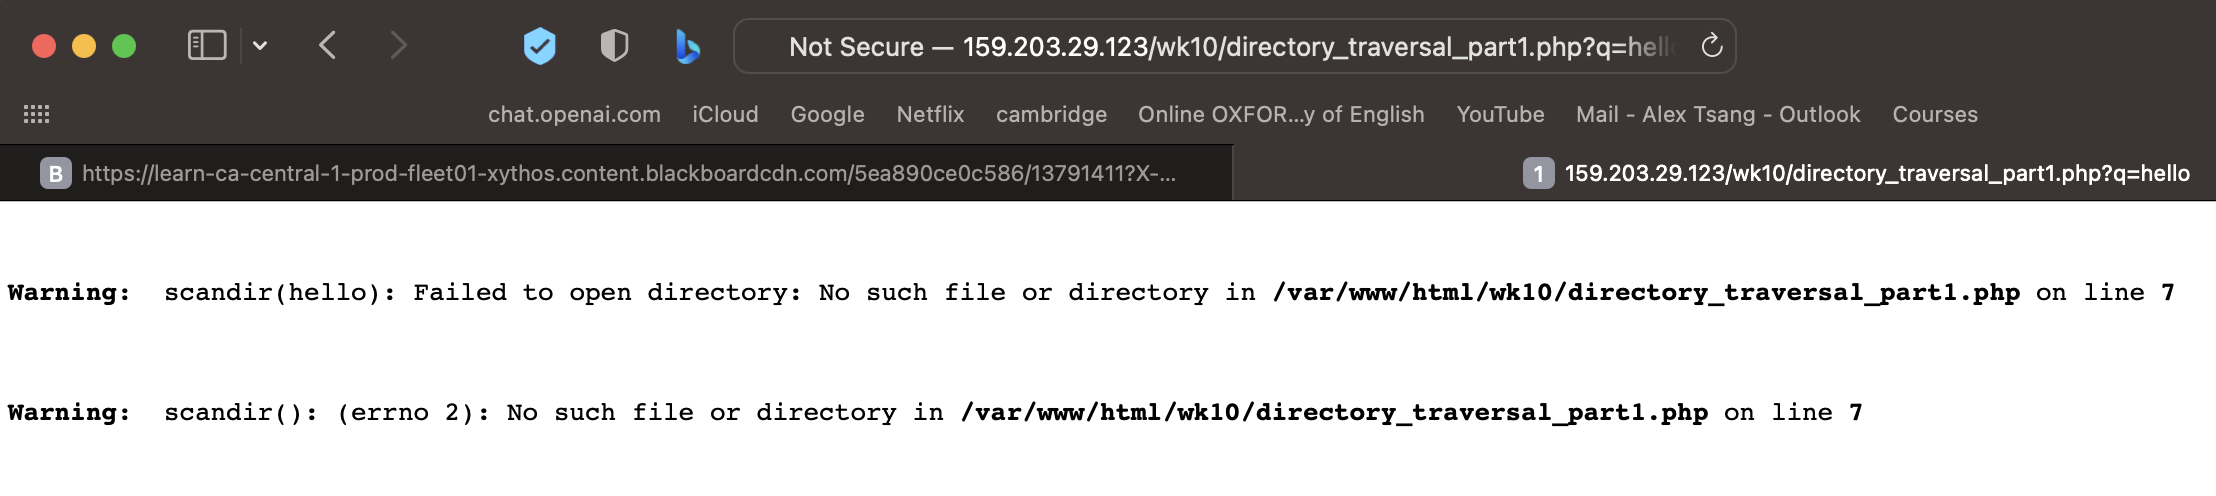 Not Secure — 159.203.29.123/wk10/directory_traversal_part1.php?q=hello
chat.openai.com iCloud Google Netflix cambridge Online OXFOR...y of English YouTube Mail - Alex Tsang - Outlook Courses
B https://learn-ca-central-1-prod-fleet01-xythos.content.blackboardcdn.com/5ea890ce0c586/13791411?X-... 1 159.203.29.123/wk10/directory_traversal_part1.php?q=hello
Warning: scandir(hello): Failed to open directory: No such file or directory in /var/www/html/wk10/directory_traversal_part1.php on line 7
Warning: scandir(): (errno 2): No such file or directory in /var/www/html/wk10/directory_traversal_part1.php on line 7